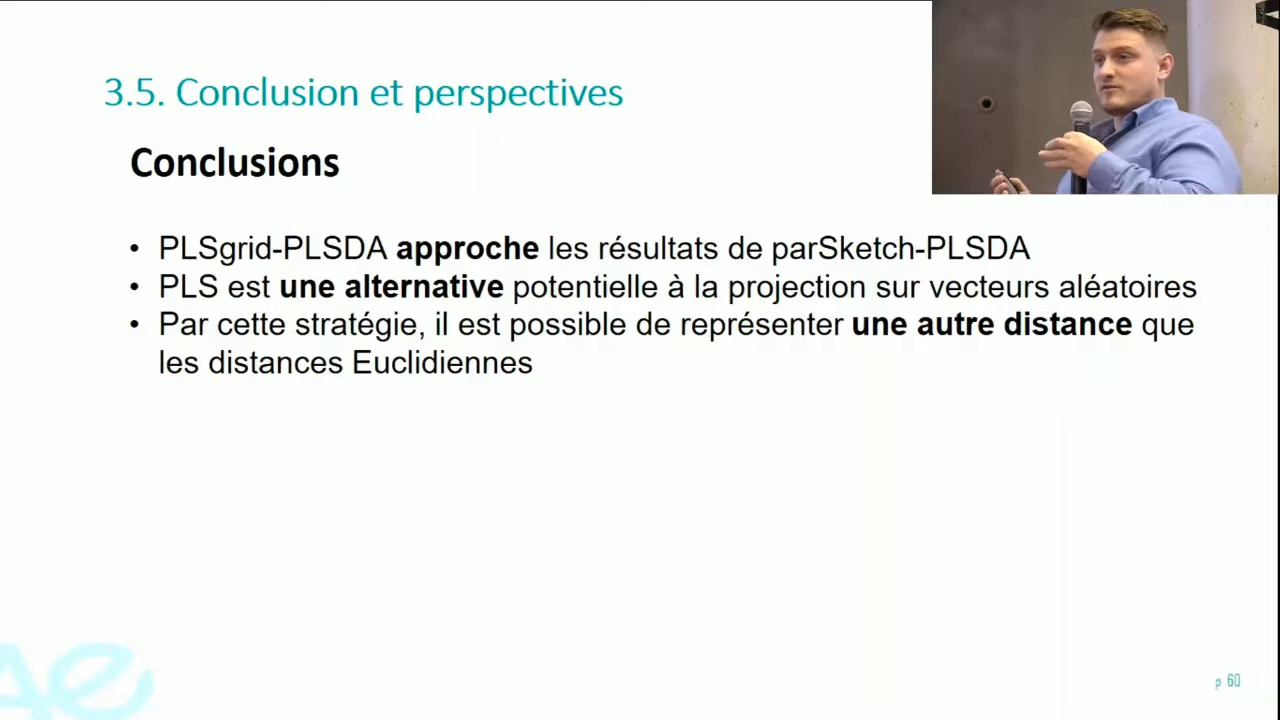 3.5. Conclusion et perspectives
Conclusions
• PLSgrid-PLSDA approche les résultats de parSketch-PLSDA
• PLS est une alternative potentielle à la projection sur vecteurs aléatoires
• Par cette stratégie, il est possible de représenter une autre distance que
les distances Euclidiennes
p 60